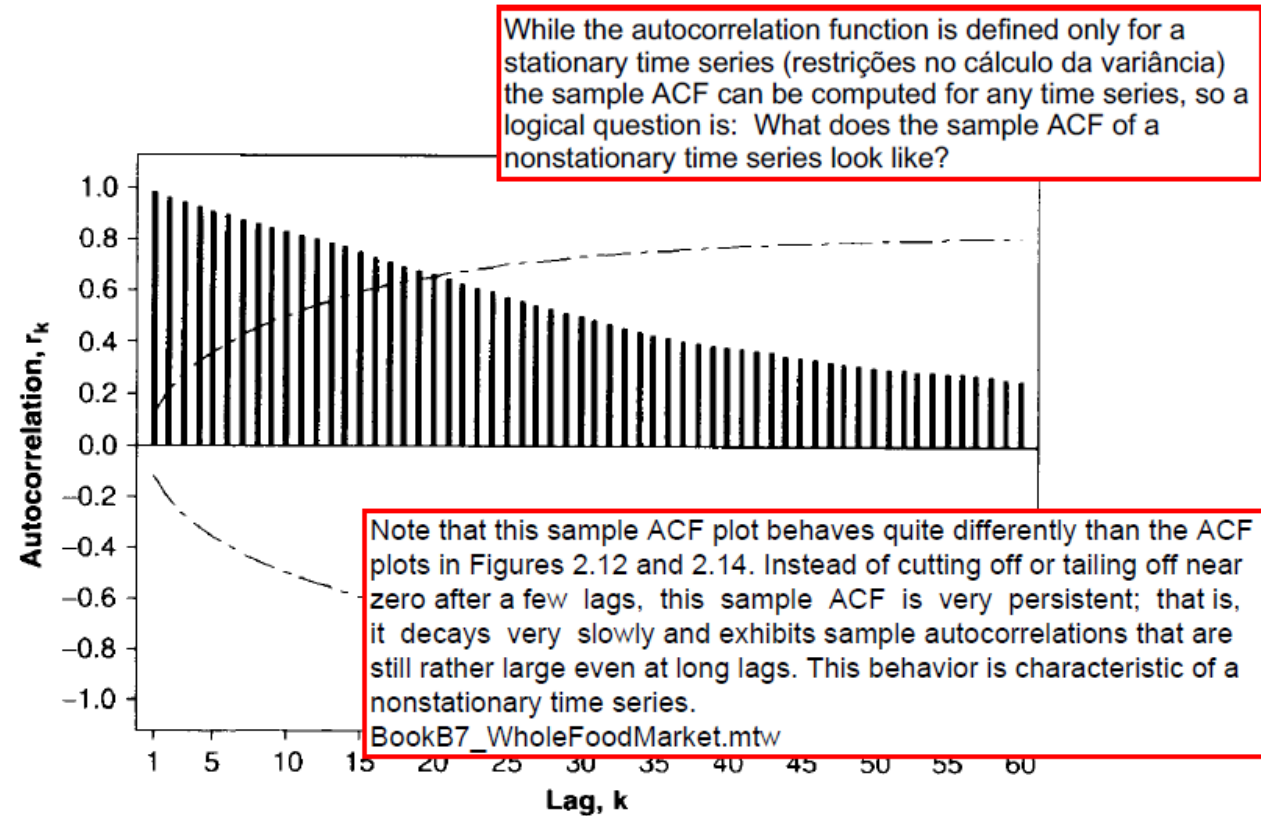 While the autocorrelation function is defined only for a
stationary time series (restrições no cálculo da variância)
the sample ACF can be computed for any time series, so a
logical question is: What does the sample ACF of a
nonstationary time series look like?
1.0
0.8
0.6
0.4
0.2
0.0
−0.2
−0.4
−0.6
−0.8
−1.0
Autocorrelation, rk
Note that this sample ACF plot behaves quite differently than the ACF
plots in Figures 2.12 and 2.14. Instead of cutting off or tailing off near
zero after a few lags, this sample ACF is very persistent; that is,
it decays very slowly and exhibits sample autocorrelations that are
still rather large even at long lags. This behavior is characteristic of a
nonstationary time series.
BookB7_WholeFoodMarket.mtw
1 5 10 15 20 25 30 35 40 45 50 55 60
Lag, k